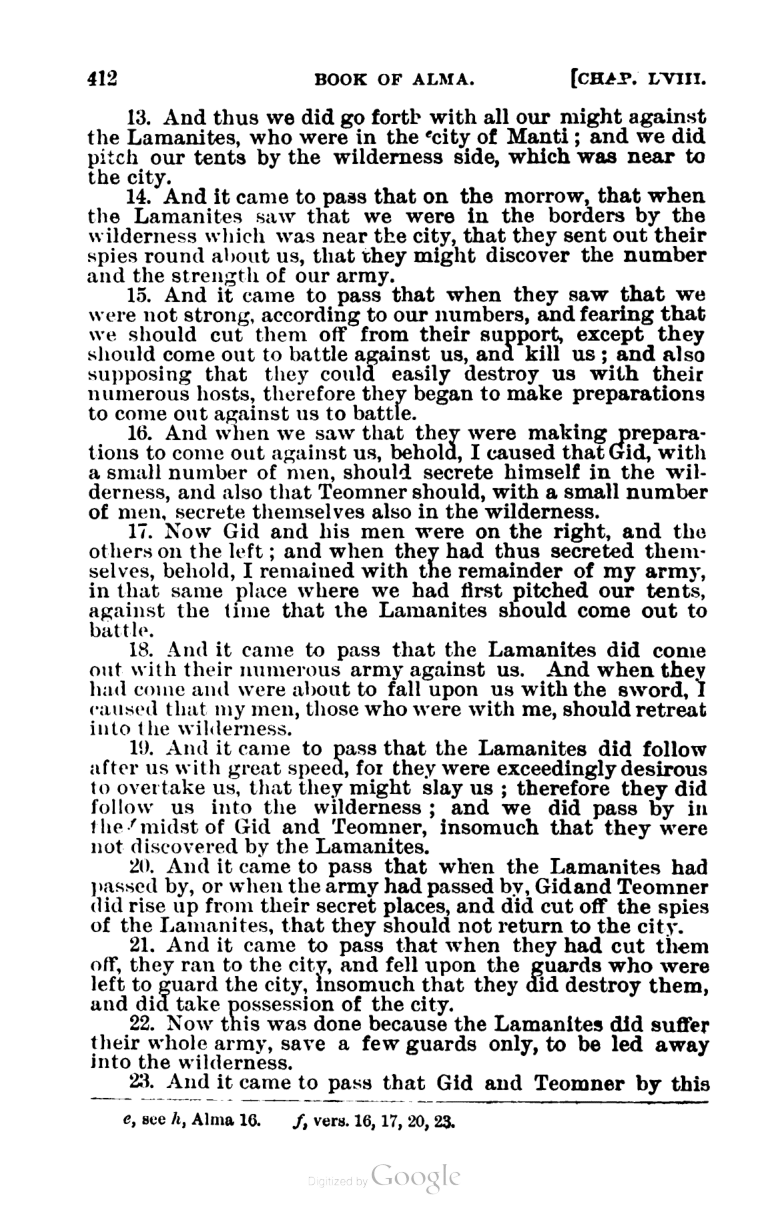 412 BOOK OF ALMA. [CHAP. LVIII.
13. And thus we did go forth with all our might against
the Lamanites, who were in the ᵉcity of Manti; and we did
pitch our tents by the wilderness side, which was near to
the city.
14. And it came to pass that on the morrow, that when
the Lamanites saw that we were in the borders by the
wilderness which was near the city, that they sent out their
spies round about us, that they might discover the number
and the strength of our army.
15. And it came to pass that when they saw that we
were not strong, according to our numbers, and fearing that
we should cut them off from their support, except they
should come out to battle against us, and kill us; and also
supposing that they could easily destroy us with their
numerous hosts, therefore they began to make preparations
to come out against us to battle.
16. And when we saw that they were making prepara-
tions to come out against us, behold, I caused that Gid, with
a small number of men, should secrete himself in the wil-
derness, and also that Teomner should, with a small number
of men, secrete themselves also in the wilderness.
17. Now Gid and his men were on the right, and the
others on the left; and when they had thus secreted them-
selves, behold, I remained with the remainder of my army,
in that same place where we had first pitched our tents,
against the time that the Lamanites should come out to
battle.
18. And it came to pass that the Lamanites did come
out with their numerous army against us. And when they
had come and were about to fall upon us with the sword, I
caused that my men, those who were with me, should retreat
into the wilderness.
19. And it came to pass that the Lamanites did follow
after us with great speed, for they were exceedingly desirous
to overtake us, that they might slay us; therefore they did
follow us into the wilderness; and we did pass by in
the ᶠmidst of Gid and Teomner, insomuch that they were
not discovered by the Lamanites.
20. And it came to pass that when the Lamanites had
passed by, or when the army had passed by, Gid and Teomner
did rise up from their secret places, and did cut off the spies
of the Lamanites, that they should not return to the city.
21. And it came to pass that when they had cut them
off, they ran to the city, and fell upon the guards who were
left to guard the city, insomuch that they did destroy them,
and did take possession of the city.
22. Now this was done because the Lamanites did suffer
their whole army, save a few guards only, to be led away
into the wilderness.
23. And it came to pass that Gid and Teomner by this
e, see h, Alma 16. f, vers. 16, 17, 20, 23.
Digitized by Google